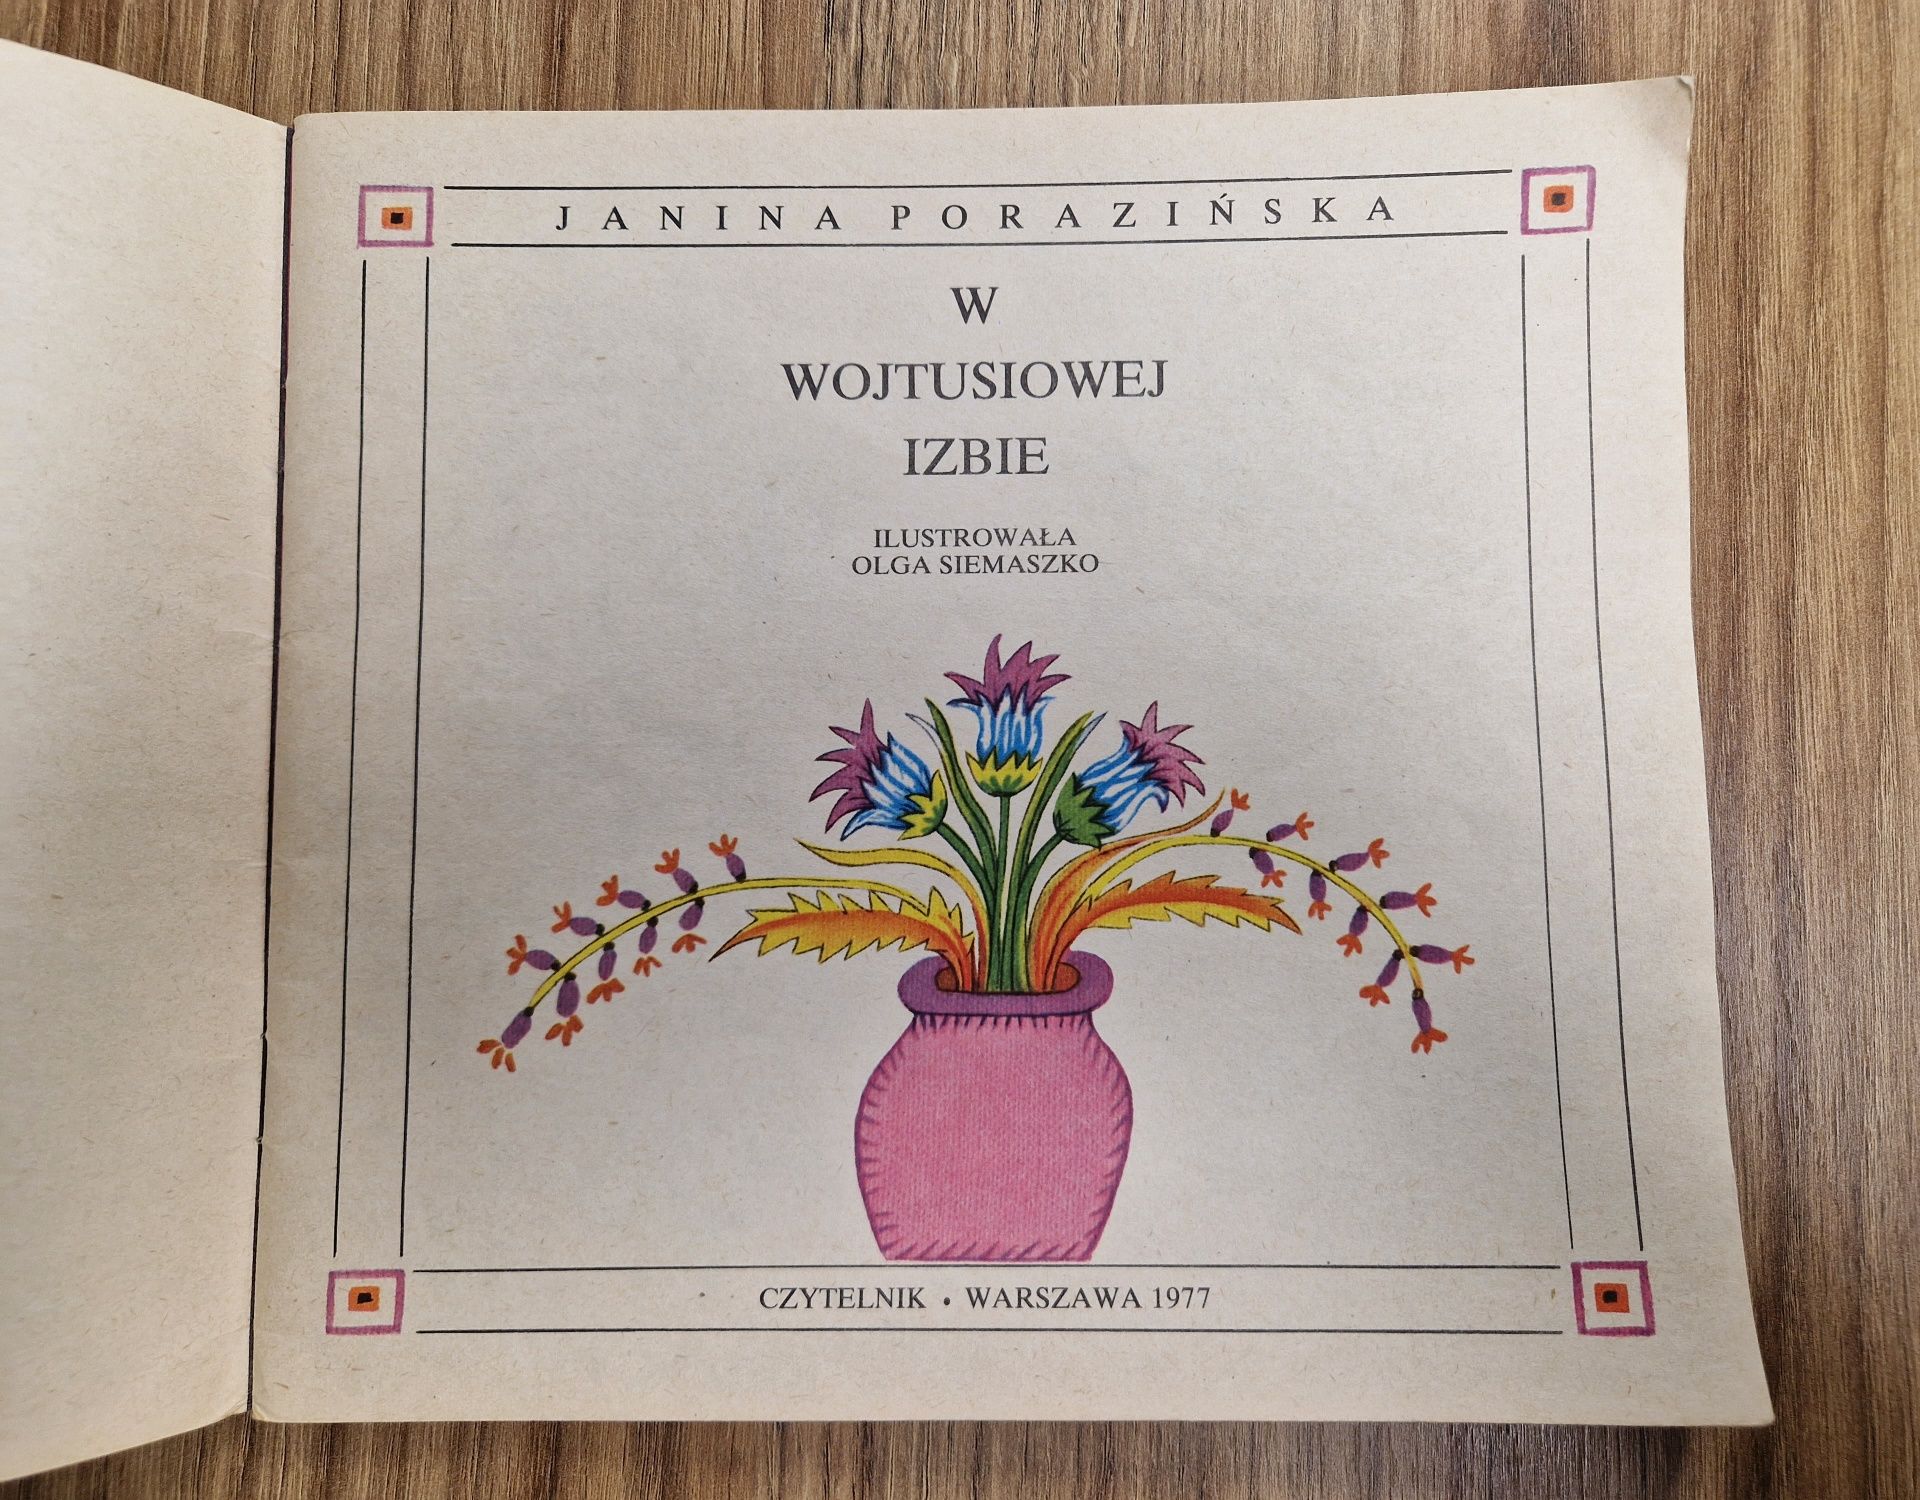 JANINA PORAZIŃSKA
W
WOJTUSIOWEJ
IZBIE
ILUSTROWAŁA
OLGA SIEMASZKO
CZYTELNIK • WARSZAWA 1977